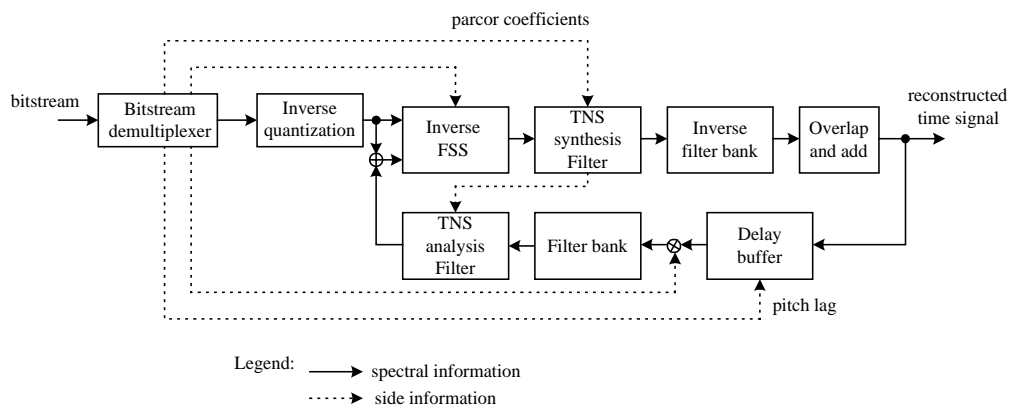 parcor coefficients
bitstream
Bitstream
demultiplexer
Inverse
quantization
Inverse
FSS
TNS
synthesis
Filter
Inverse
filter bank
Overlap
and add
reconstructed
time signal
TNS
analysis
Filter
Filter bank
Delay
buffer
pitch lag
Legend:
spectral information
side information